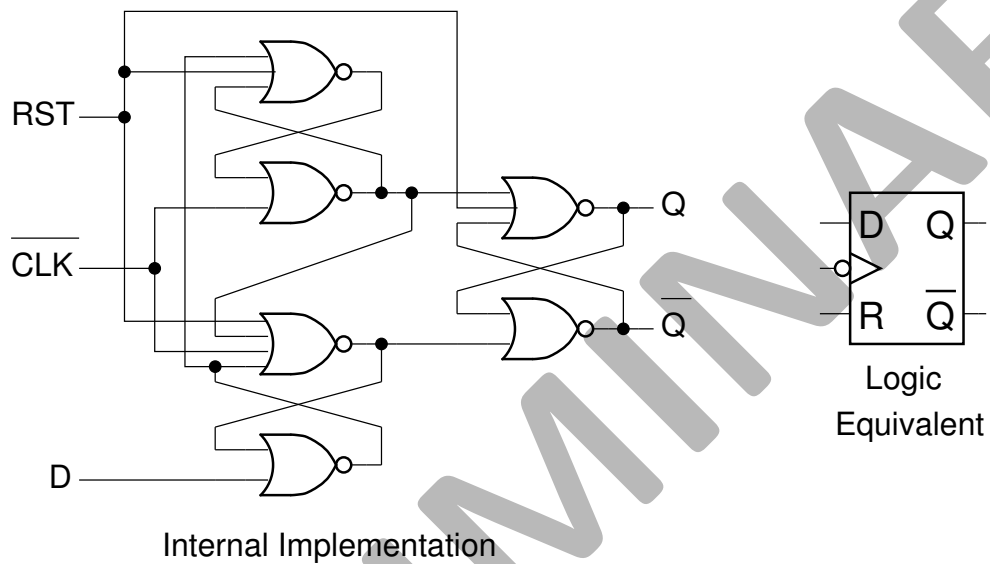 RST
CLK
D
Q
Q
D Q
R Q
Logic
Equivalent
Internal Implementation